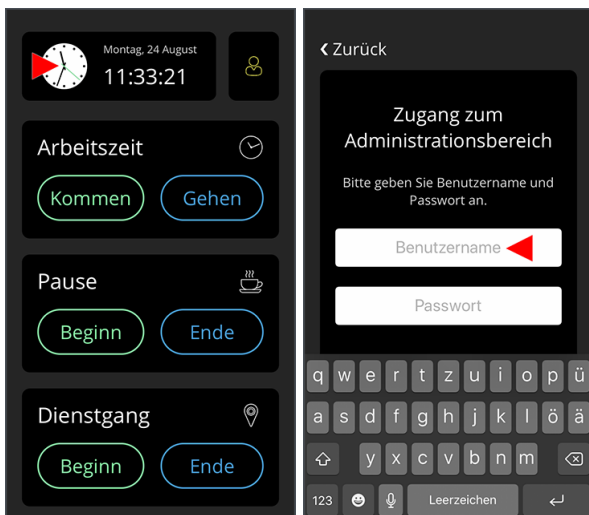 Montag, 24 August
11:33:21
Arbeitszeit
Kommen Gehen
Pause
Beginn Ende
Dienstgang
Beginn Ende
Zurück
Zugang zum
Administrationsbereich
Bitte geben Sie Benutzername und
Passwort an.
Benutzername
Passwort
q w e r t z u i o p ü
a s d f g h j k l ö ä
y x c v b n m
123 Leerzeichen